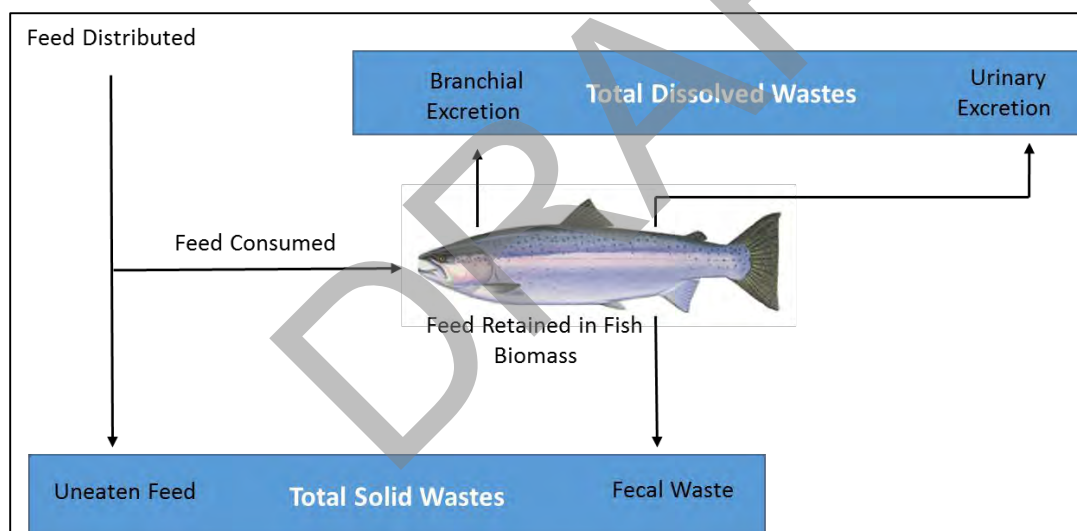 Feed Distributed
Branchial
Excretion
Total Dissolved Wastes
Urinary
Excretion
Feed Consumed
Feed Retained in Fish
Biomass
Uneaten Feed
Total Solid Wastes
Fecal Waste